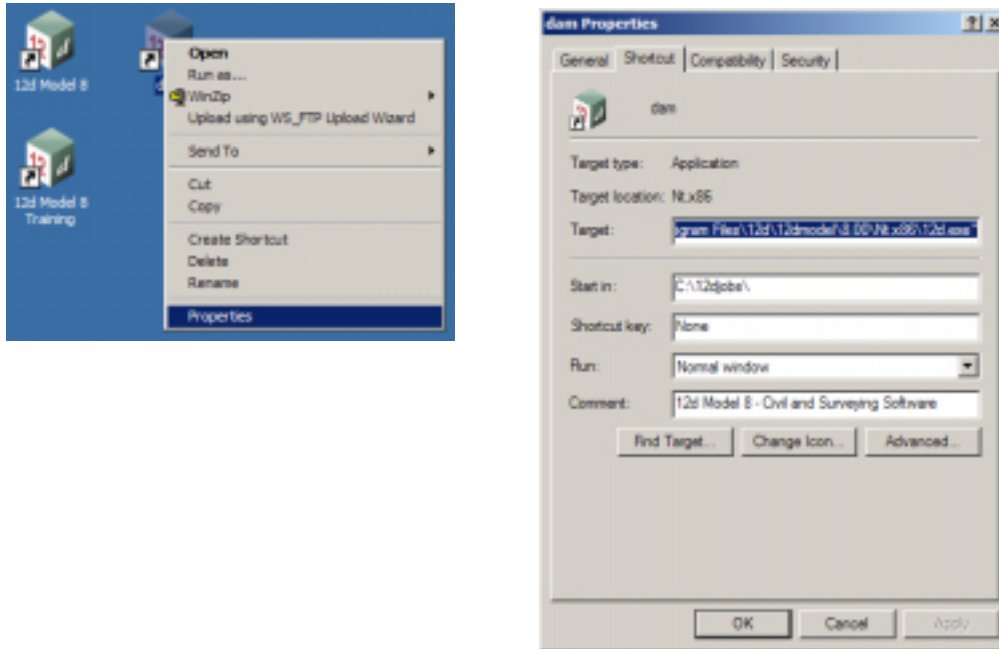 12d Model 8
12d Model 8
Training
Open
Run as...
WinZip
Upload using WS_FTP Upload Wizard
Send To
Cut
Copy
Create Shortcut
Delete
Rename
Properties
dam Properties
General Shortcut Compatibility Security
dam
Target type: Application
Target location: Nt.x86
Target: ogram Files\12d\12dmodel\8.00\Nt.x86\12d.exe"
Start in: C:\12djobs\
Shortcut key: None
Run: Normal window
Comment: 12d Model 8 - Civil and Surveying Software
Find Target... Change Icon... Advanced...
OK Cancel Apply